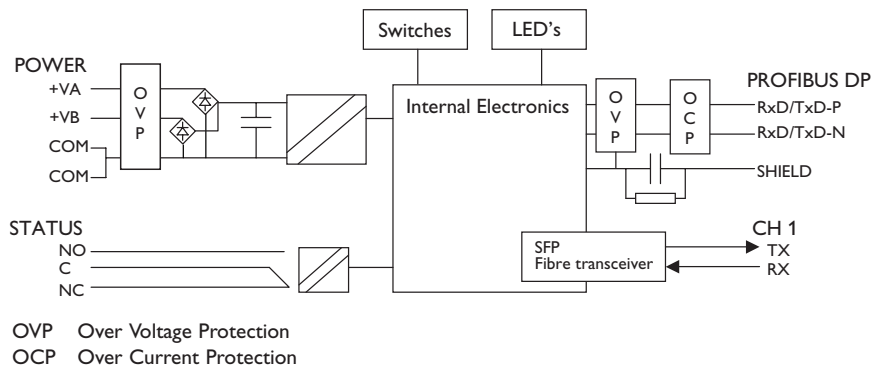 Switches
LED's
POWER
+VA
+VB
COM
COM
O
V
P
Internal Electronics
O
V
P
O
C
P
PROFIBUS DP
RxD/TxD-P
RxD/TxD-N
SHIELD
STATUS
NO
C
NC
SFP
Fibre transceiver
CH 1
TX
RX
OVP Over Voltage Protection
OCP Over Current Protection